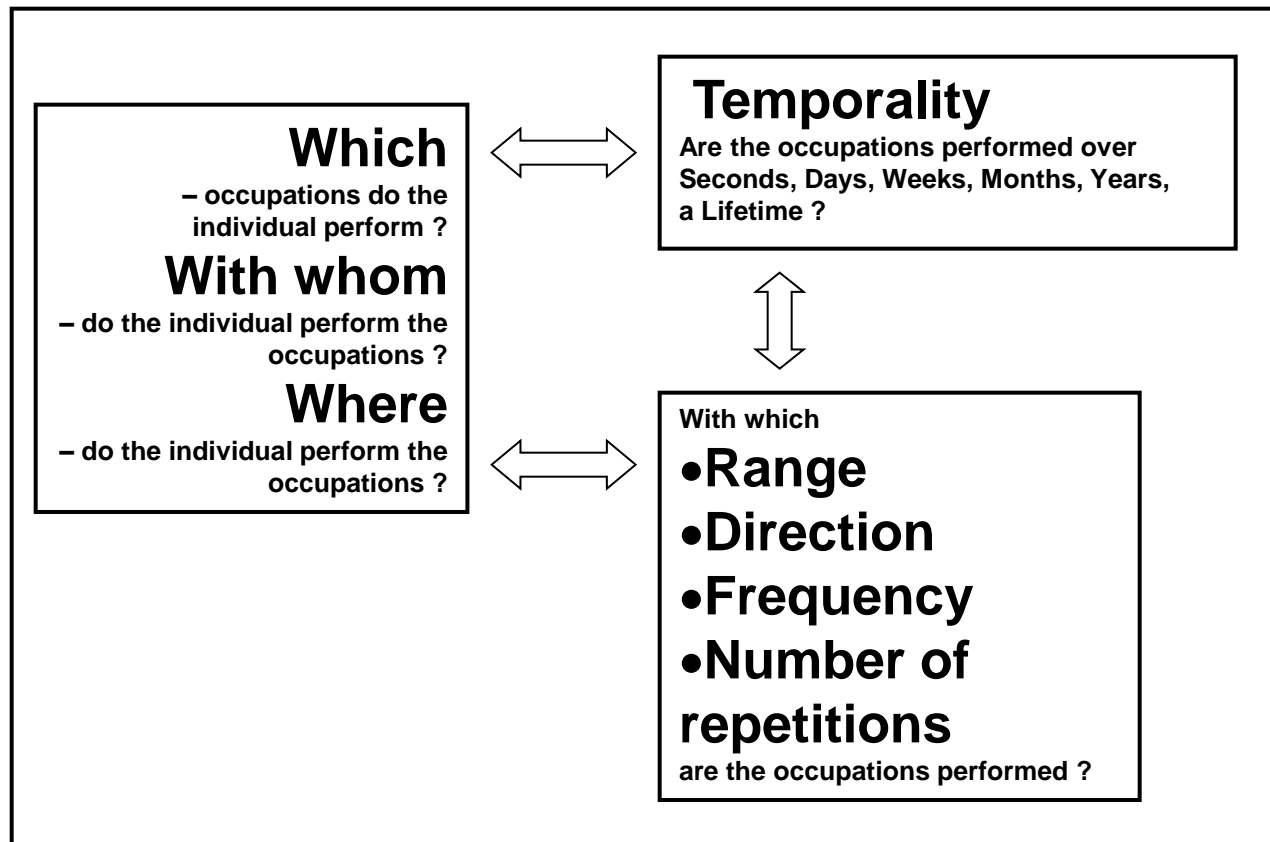 Which
– occupations do the
individual perform ?
With whom
– do the individual perform the
occupations ?
Where
– do the individual perform the
occupations ?
Temporality
Are the occupations performed over
Seconds, Days, Weeks, Months, Years,
a Lifetime ?
With which
•Range
•Direction
•Frequency
•Number of
repetitions
are the occupations performed ?